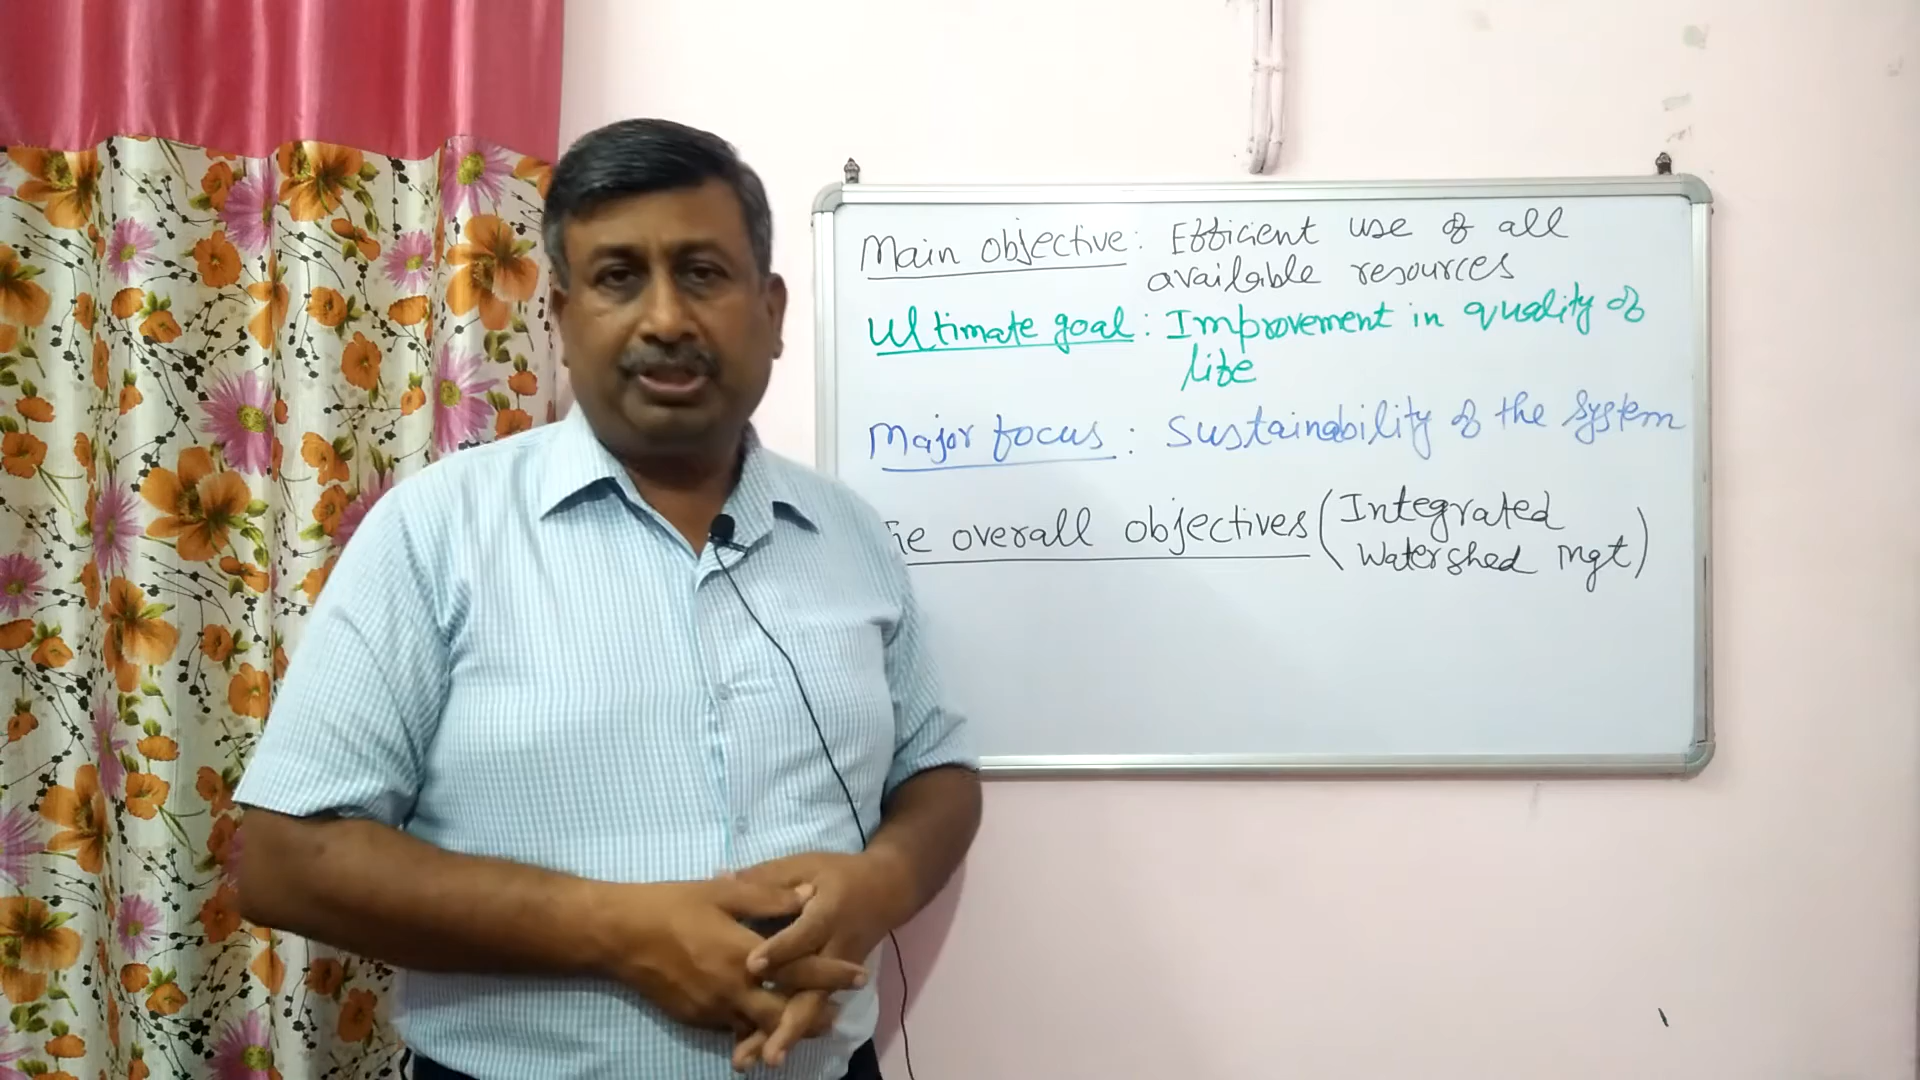 Main objective: Efficient use of all
available resources
Ultimate goal: Improvement in quality of
life
Major focus: Sustainability of the system
overall objectives (Integrated
Watershed mgt)